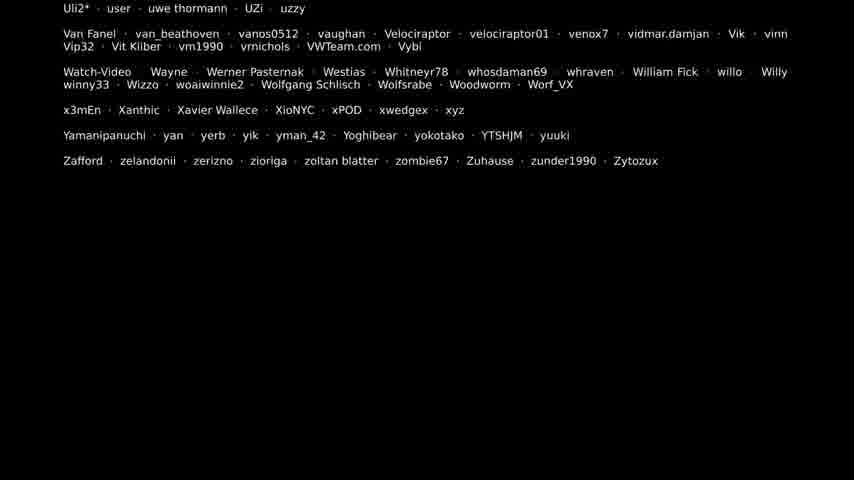 Uli2* · user · uwe thormann · UZi · uzzy
Van Fanel · van_beathoven · vanos0512 · vaughan · Velociraptor · velociraptor01 · venox7 · vidmar.damjan · Vik · vinn
Vip32 · Vit Kliber · vm1990 · vrnichols · VWTeam.com · Vybl
Watch-Video · Wayne · Werner Pasternak · Westias · Whitneyr78 · whosdaman69 · whraven · William Fick · willo · Willy
winny33 · Wizzo · woaiwinnie2 · Wolfgang Schlisch · Wolfsrabe · Woodworm · Worf_VX
x3mEn · Xanthic · Xavier Wallece · XioNYC · xPOD · xwedgex · xyz
Yamanipanuchi · yan · yerb · yik · yman_42 · Yoghibear · yokotako · YTSHJM · yuuki
Zafford · zelandonii · zerizno · zioriga · zoltan blatter · zombie67 · Zuhause · zunder1990 · Zytozux